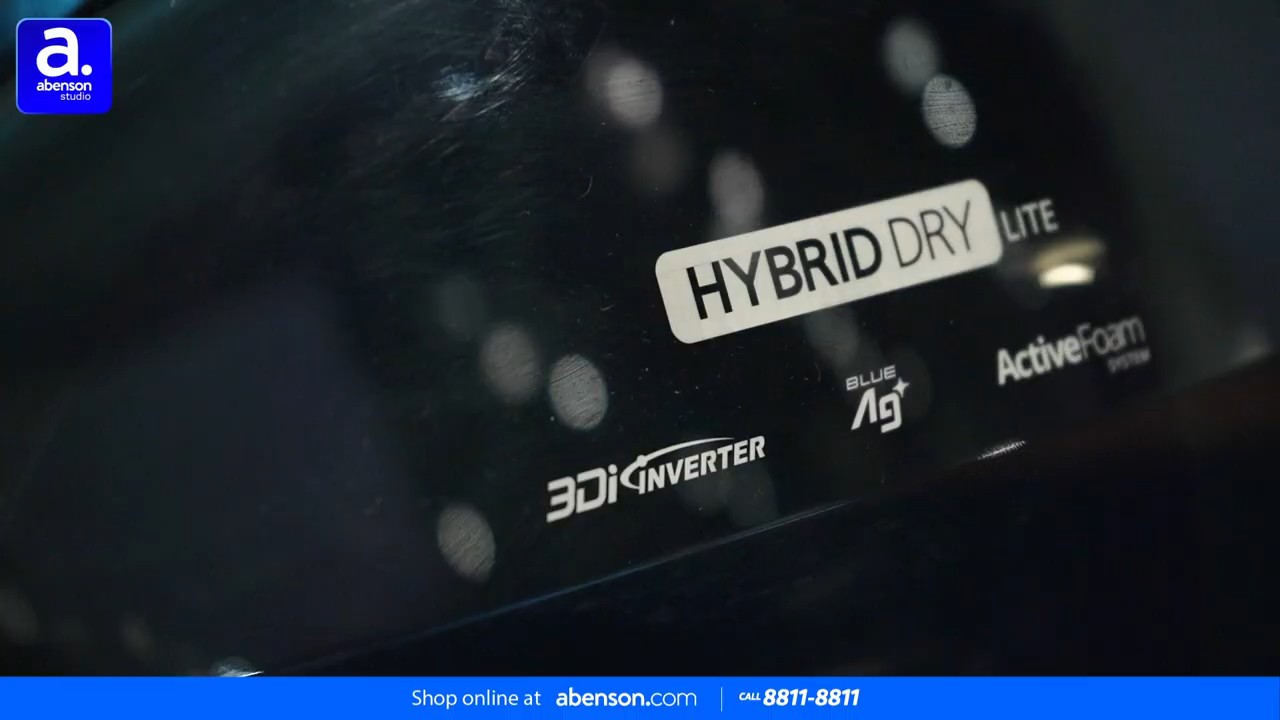 a.
abenson
studio
HYBRID DRY LITE
ActiveFoam
SYSTEM
BLUE
Ag
3Di INVERTER
Shop online at abenson.com | CALL 8811-8811